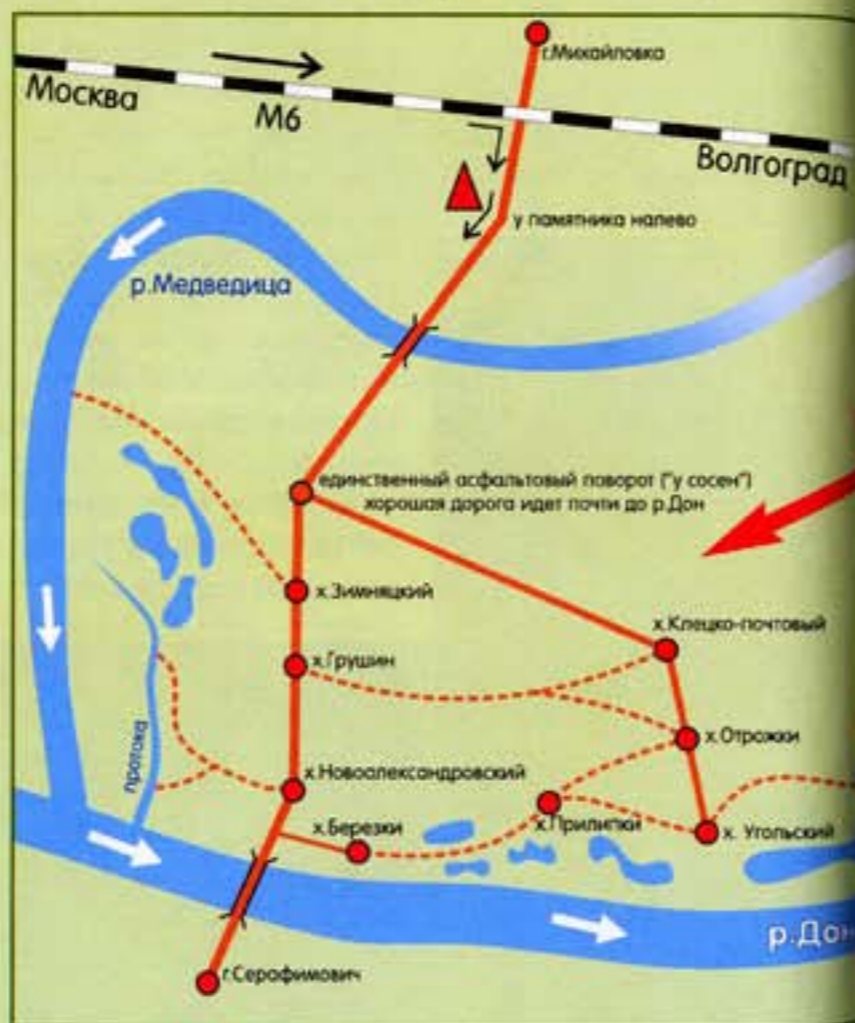 г.Михайловка
Москва
М6
Волгоград
у памятника налево
р.Медведица
единственный асфальтовый поворот ("у сосен")
хорошая дорога идет почти до р.Дон
х.Зимняцкий
х.Клецко-почтовый
х.Грушин
х.Отрожки
протока
х.Новоалександровский
х.Березки
х.Прилипки
х. Угольский
р.Дон
г.Серафимович